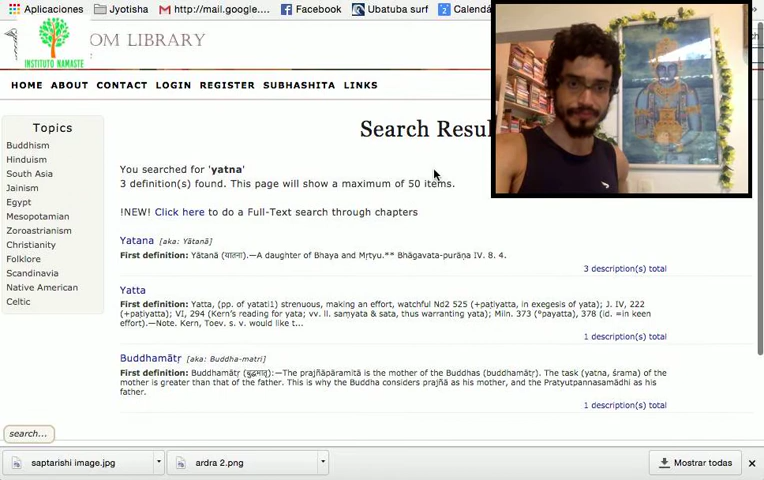 Aplicaciones
Jyotisha
http://mail.google....
Facebook
Ubatuba surf
Calendá
OM LIBRARY
INSTITUTO NAMASTE
HOME ABOUT CONTACT LOGIN REGISTER SUBHASHITA LINKS
Topics
Buddhism
Hinduism
South Asia
Jainism
Egypt
Mesopotamian
Zoroastrianism
Christianity
Folklore
Scandinavia
Native American
Celtic
search...
Search Resul
You searched for 'yatna'
3 definition(s) found. This page will show a maximum of 50 items.
!NEW! Click here to do a Full-Text search through chapters
Yatana [aka: Yātanā]
First definition: Yātanā (यातना).—A daughter of Bhaya and Mṛtyu.** Bhāgavata-purāṇa IV. 8. 4.
3 description(s) total
Yatta
First definition: Yatta, (pp. of yatati1) strenuous, making an effort, watchful Nd2 525 (+paṭiyatta, in exegesis of yata); J. IV, 222
(+paṭiyatta); VI, 294 (Kern's reading for yata; vv. ll. saṃyata & sata, thus warranting yata); Miln. 373 (°payatta), 378 (id. =in keen
effort).—Note. Kern, Toev. s. v. would like t...
1 description(s) total
Buddhamātṛ [aka: Buddha-matri]
First definition: Buddhamātṛ (बुद्धमातृ):—The prajñāpāramitā is the mother of the Buddhas (buddhamātṛ). The task (yatna, śrama) of the
mother is greater than that of the father. This is why the Buddha considers prajñā as his mother, and the Pratyutpannasamādhi as his
father.
1 description(s) total
saptarishi image.jpg
ardra 2.png
Mostrar todas